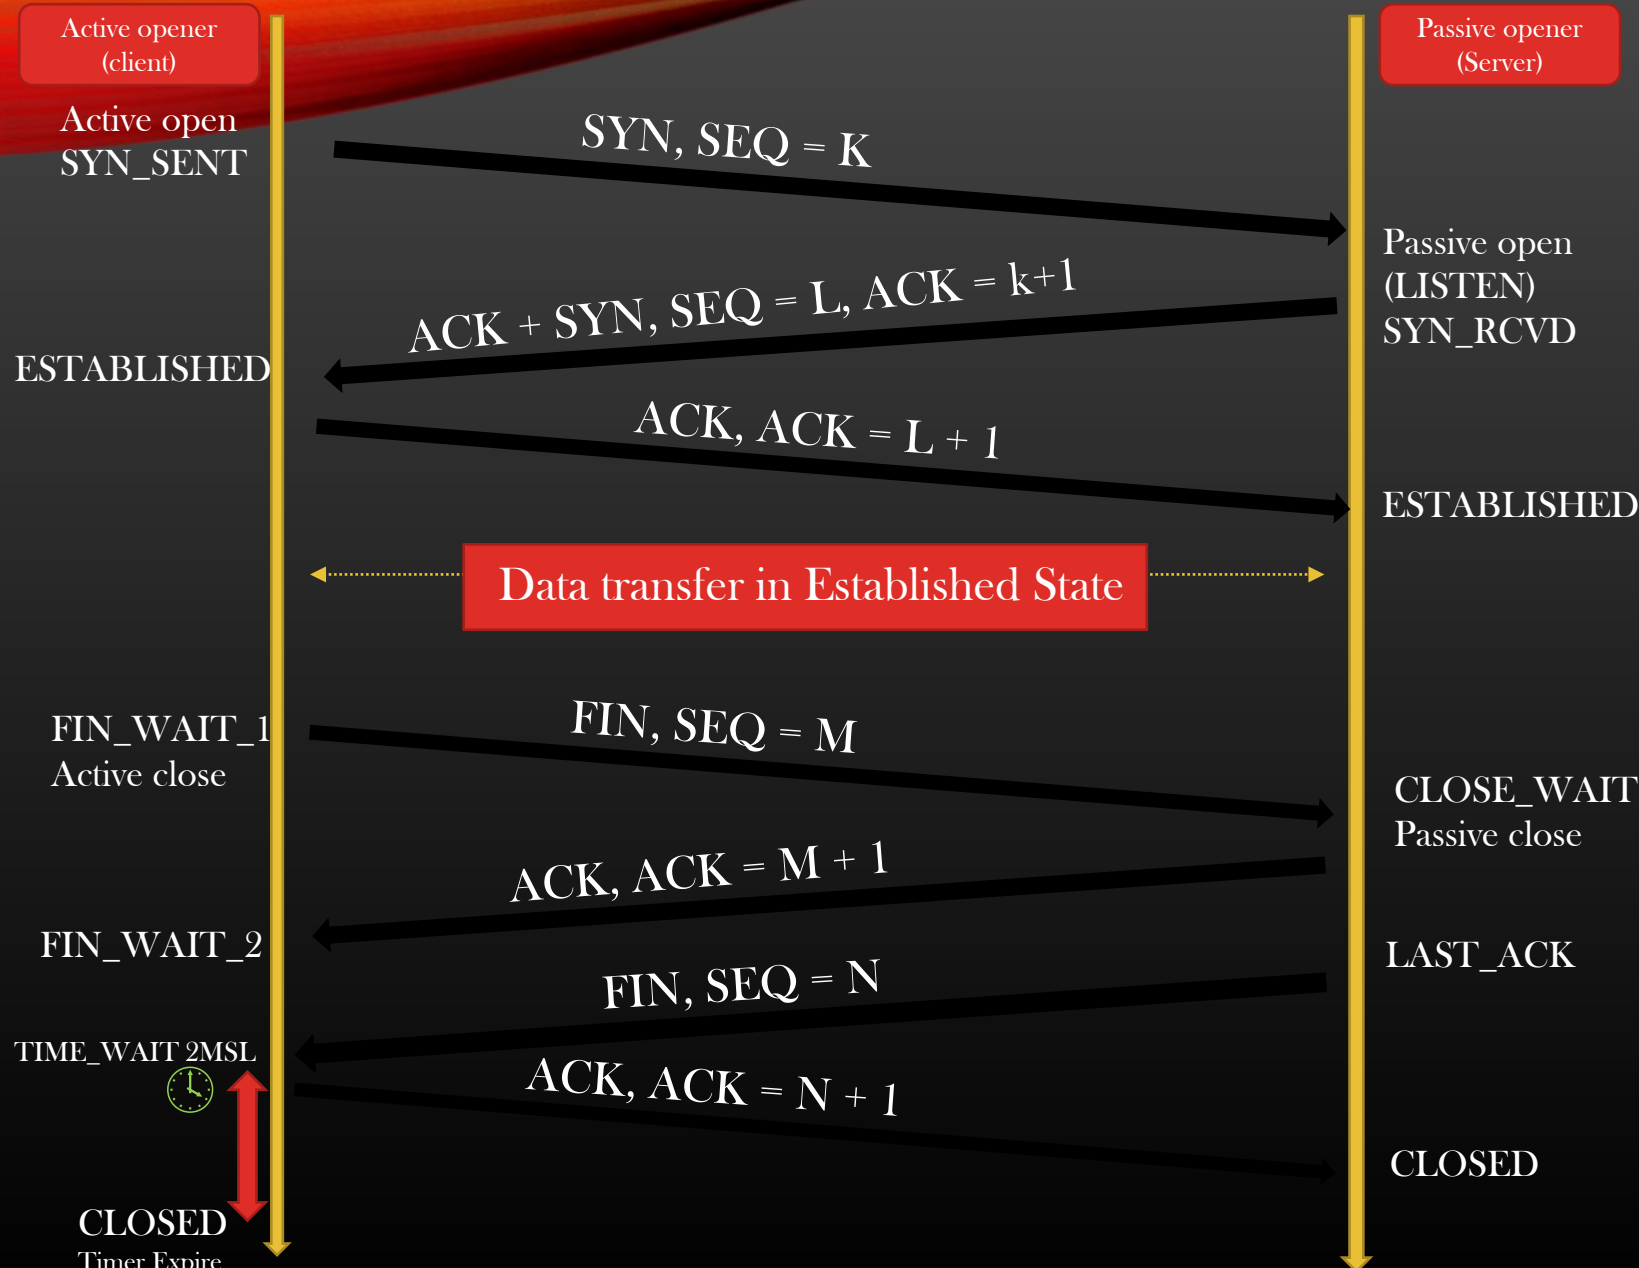 Active opener
(client)
Passive opener
(Server)
Active open
SYN_SENT
SYN, SEQ = K
Passive open
(LISTEN)
SYN_RCVD
ACK + SYN, SEQ = L, ACK = k+1
ESTABLISHED
ACK, ACK = L + 1
ESTABLISHED
Data transfer in Established State
FIN_WAIT_1
Active close
FIN, SEQ = M
CLOSE_WAIT
Passive close
ACK, ACK = M + 1
FIN_WAIT_2
LAST_ACK
FIN, SEQ = N
TIME_WAIT 2MSL
ACK, ACK = N + 1
CLOSED
CLOSED
Timer Expire